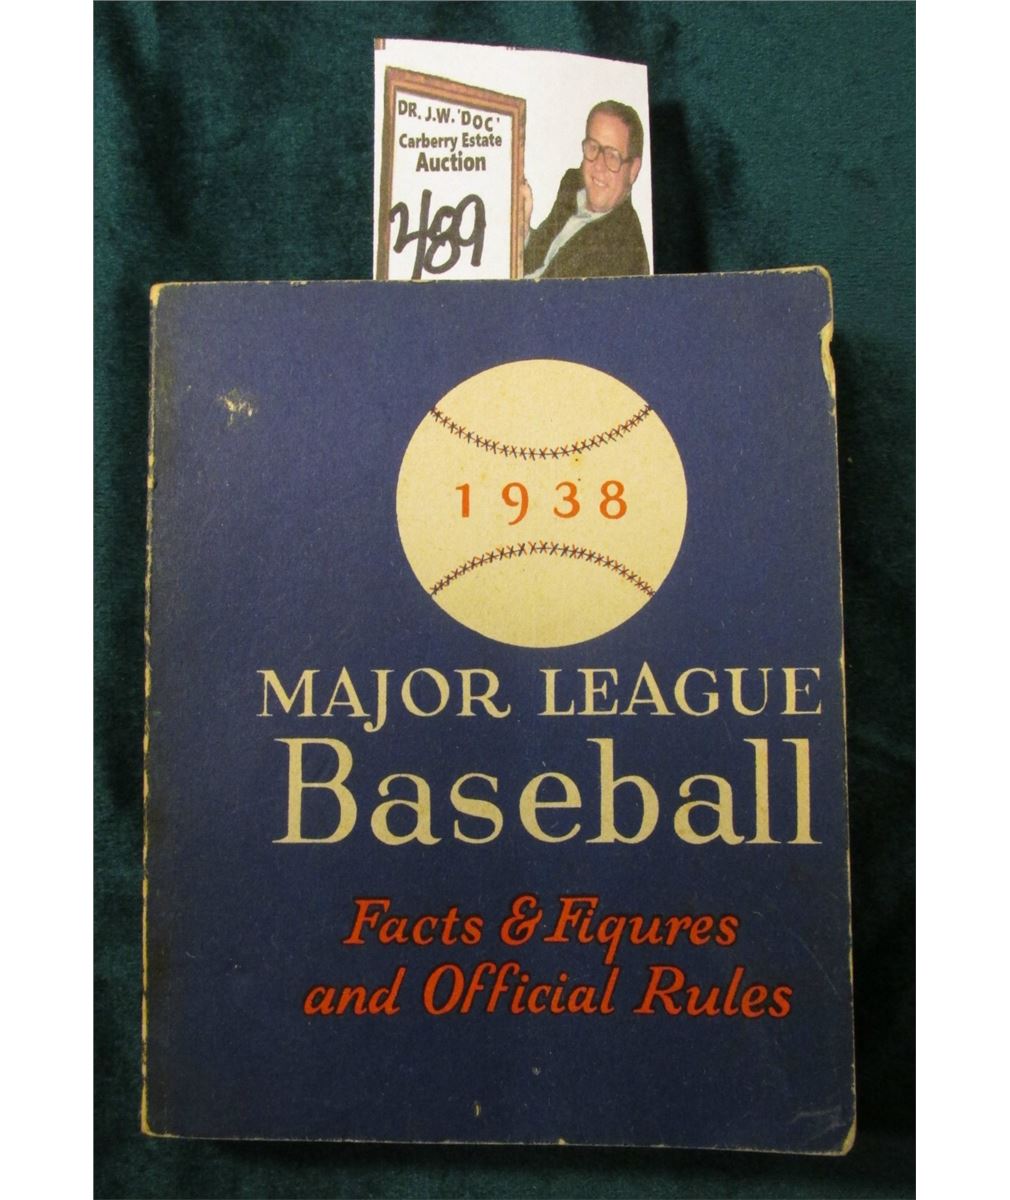 DR. J.W. 'DOC'
Carberry Estate
Auction
489
1938
MAJOR LEAGUE
Baseball
Facts & Figures
and Official Rules